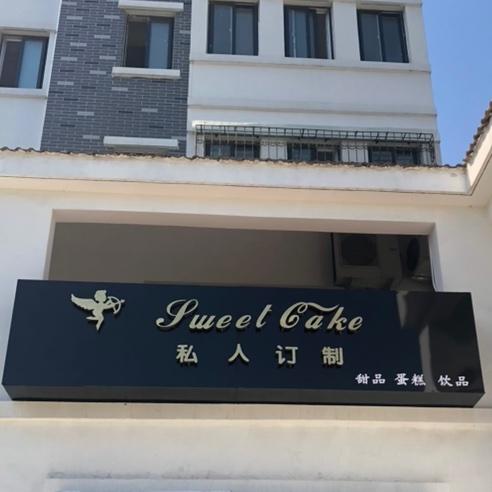 Sweet Cake
私人订制
甜品 蛋糕 饮品